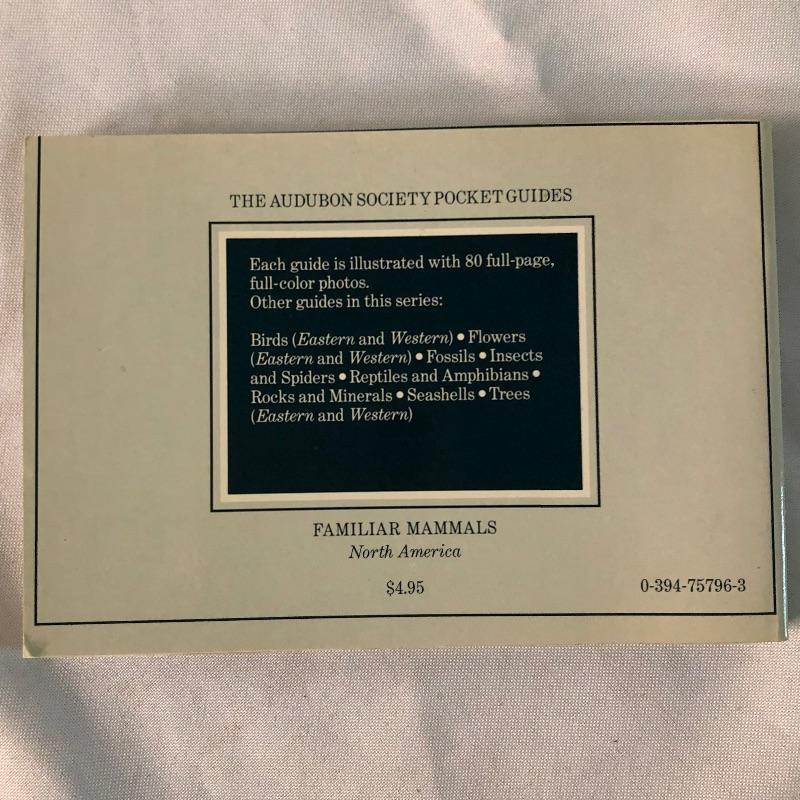 THE AUDUBON SOCIETY POCKET GUIDES
Each guide is illustrated with 80 full-page,
full-color photos.
Other guides in this series:
Birds (Eastern and Western) • Flowers
(Eastern and Western) • Fossils • Insects
and Spiders • Reptiles and Amphibians •
Rocks and Minerals • Seashells • Trees
(Eastern and Western)
FAMILIAR MAMMALS
North America
$4.95
0-394-75796-3